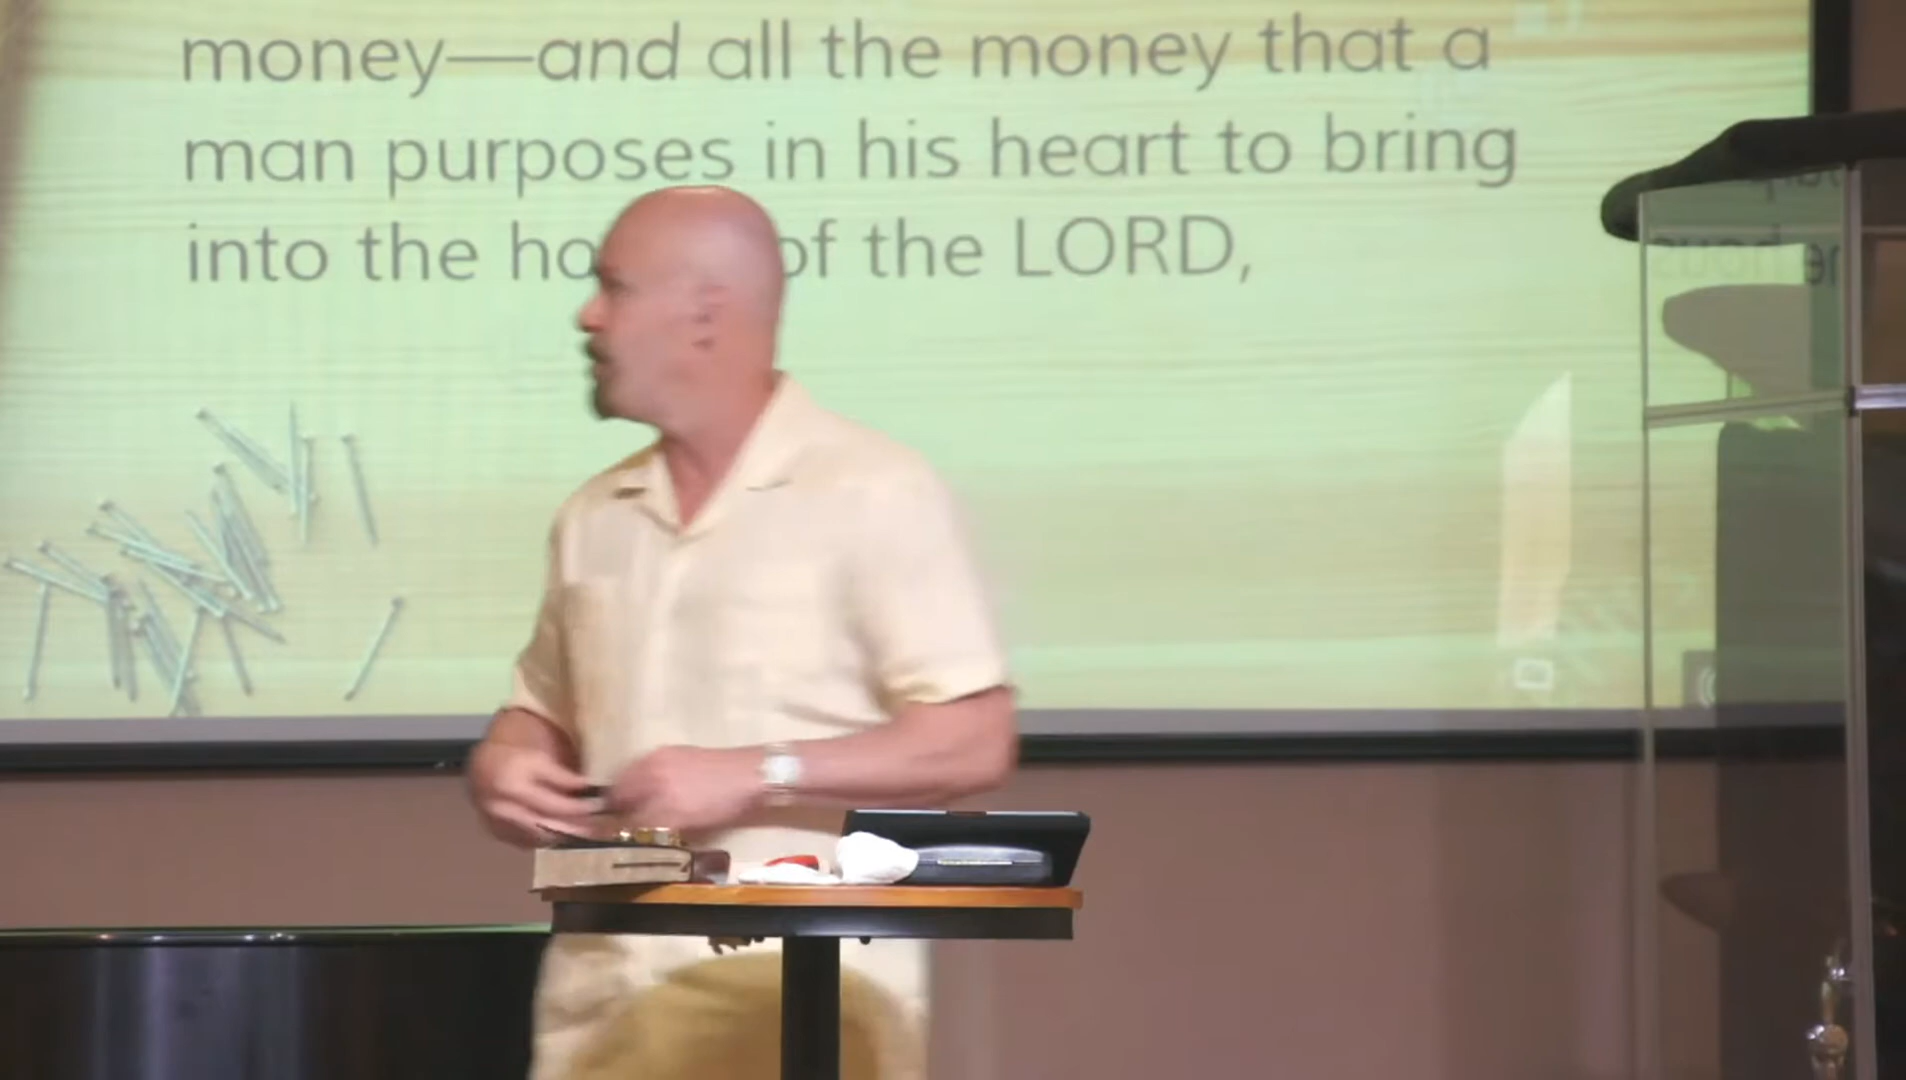 money—and all the money that a
man purposes in his heart to bring
into the ho of the LORD,